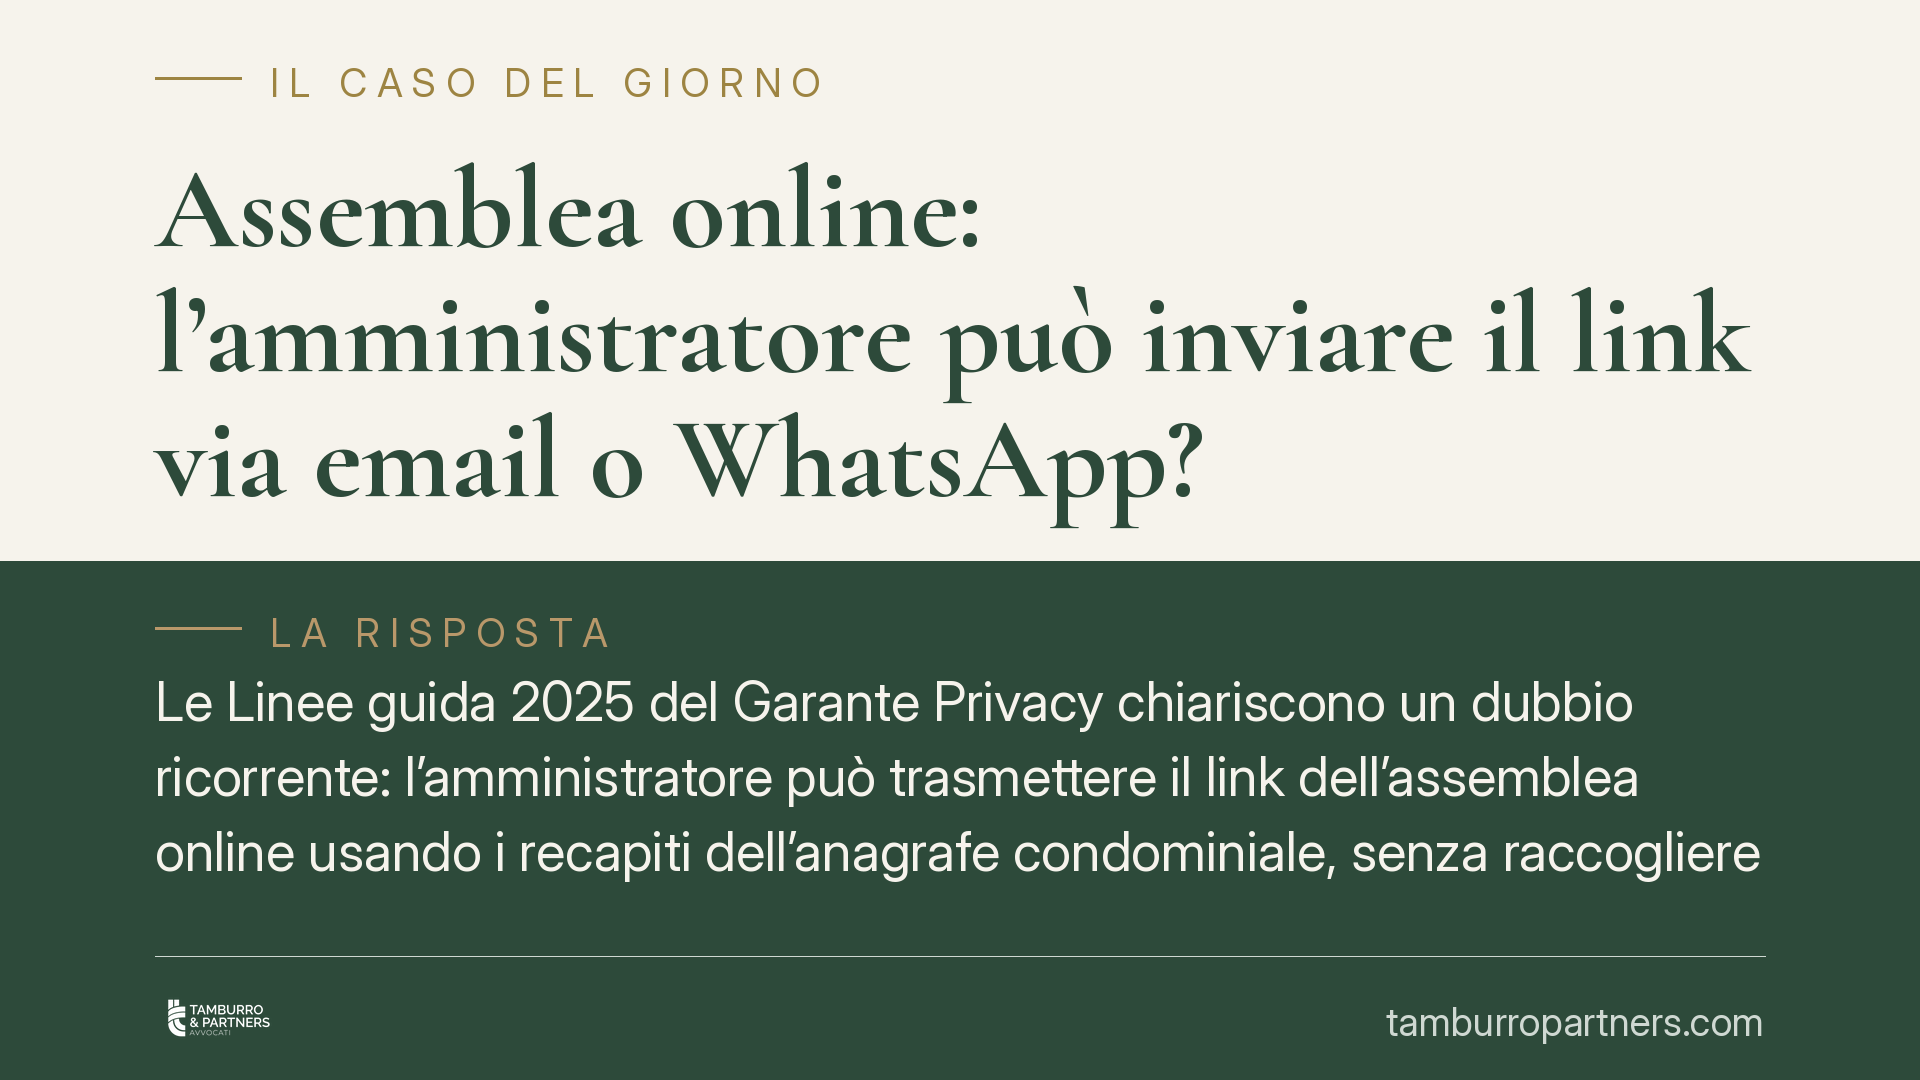 IL CASO DEL GIORNO
Assemblea online:
l’amministratore può inviare il link
via email o WhatsApp?
LA RISPOSTA
Le Linee guida 2025 del Garante Privacy chiariscono un dubbio
ricorrente: l’amministratore può trasmettere il link dell’assemblea
online usando i recapiti dell’anagrafe condominiale, senza raccogliere
TAMBURRO
& PARTNERS
AVVOCATI
tamburropartners.com